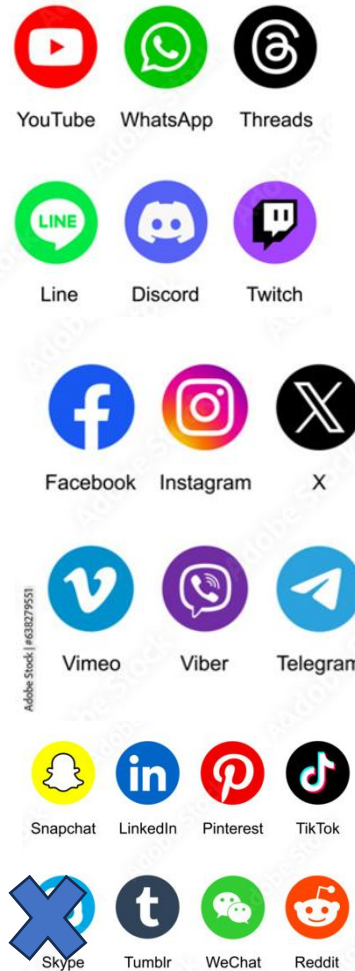 YouTube WhatsApp Threads
LINE
Line Discord Twitch
Facebook Instagram X
Adobe Stock | #638279551
Vimeo Viber Telegram
in
Snapchat LinkedIn Pinterest TikTok
Skype Tumblr WeChat Reddit